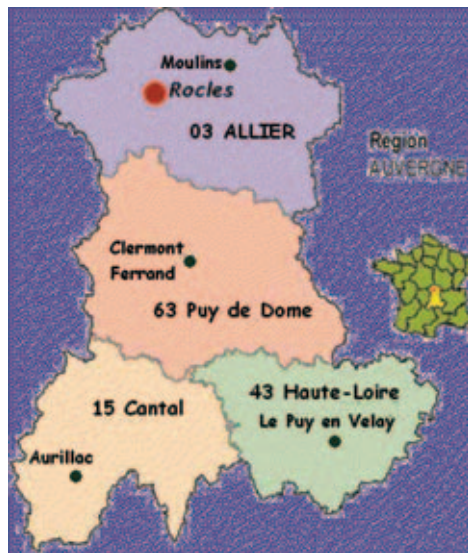 Moulins
Rocles
03 ALLIER
Region
AUVERGNE
Clermont
Ferrand
63 Puy de Dome
43 Haute-Loire
15 Cantal
Le Puy en Velay
Aurillac